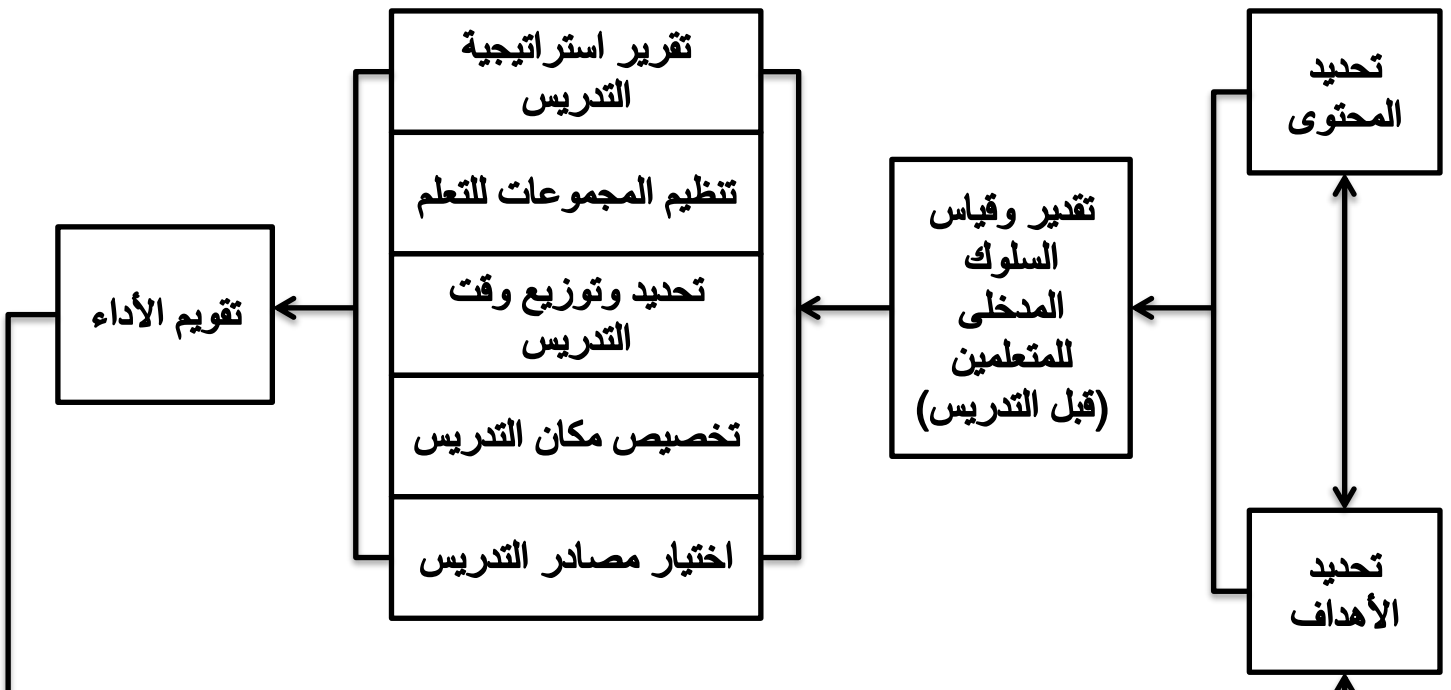 تحديد
المحتوى
تحديد
الأهداف
تقدير وقياس
السلوك
المدخلى
للمتعلمين
(قبل التدريس)
تقرير استراتيجية
التدريس
تنظيم المجموعات للتعلم
تحديد وتوزيع وقت
التدريس
تخصيص مكان التدريس
اختيار مصادر التدريس
تقويم الأداء